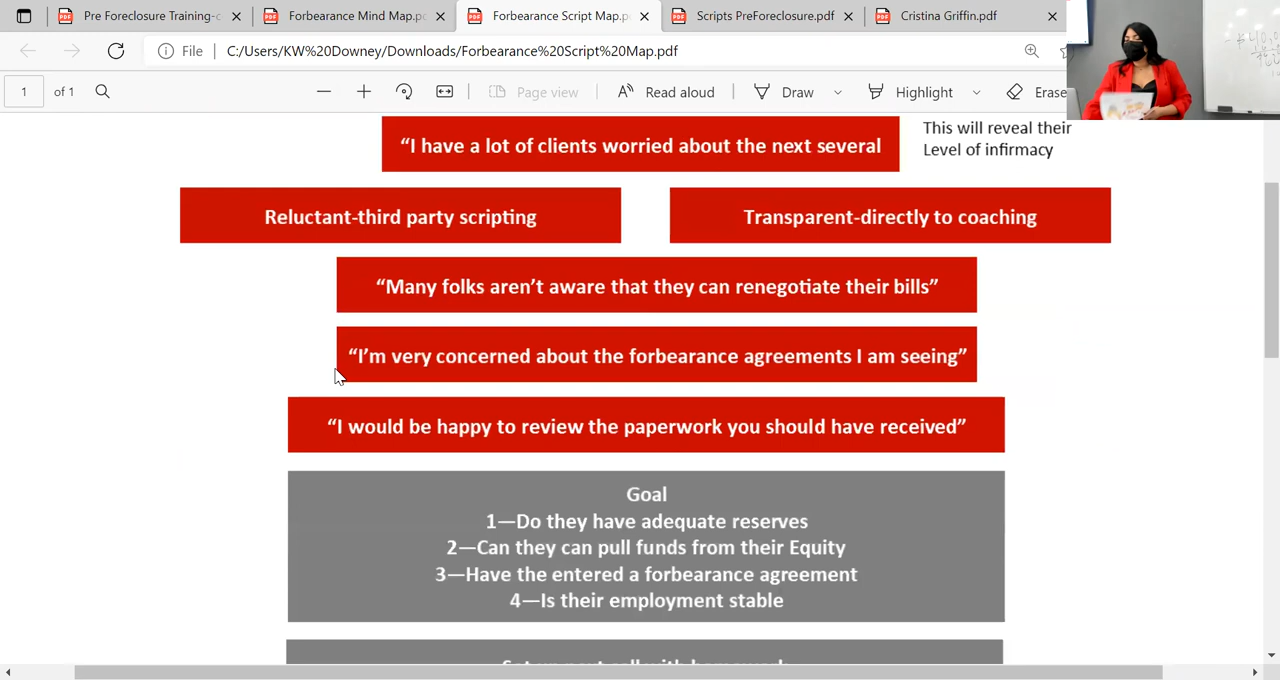 Pre Foreclosure Training-c
Forbearance Mind Map.pc
Forbearance Script Map.p
Scripts PreForeclosure.pdf
Cristina Griffin.pdf
File
C:/Users/KW%20Downey/Downloads/Forbearance%20Script%20Map.pdf
1 of 1
Page view
Read aloud
Draw
Highlight
Erase
"I have a lot of clients worried about the next several
This will reveal their
Level of infirmacy
Reluctant-third party scripting
Transparent-directly to coaching
"Many folks aren't aware that they can renegotiate their bills"
"I'm very concerned about the forbearance agreements I am seeing"
"I would be happy to review the paperwork you should have received"
Goal
1—Do they have adequate reserves
2—Can they can pull funds from their Equity
3—Have the entered a forbearance agreement
4—Is their employment stable